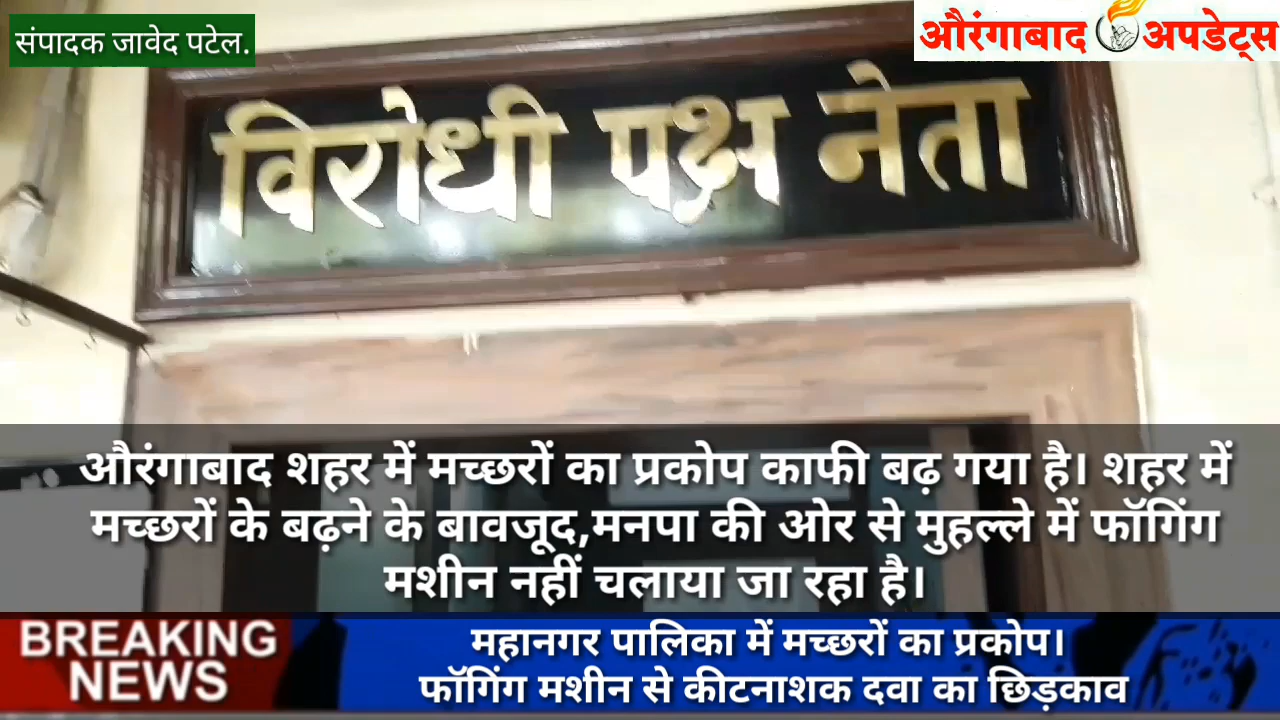 संपादक जावेद पटेल.
औरंगाबाद अपडेट्स
विरोधी पक्ष नेता
औरंगाबाद शहर में मच्छरों का प्रकोप काफी बढ़ गया है। शहर में
मच्छरों के बढ़ने के बावजूद,मनपा की ओर से मुहल्ले में फॉगिंग
मशीन नहीं चलाया जा रहा है।
BREAKING
NEWS
महानगर पालिका में मच्छरों का प्रकोप।
फॉगिंग मशीन से कीटनाशक दवा का छिड़काव